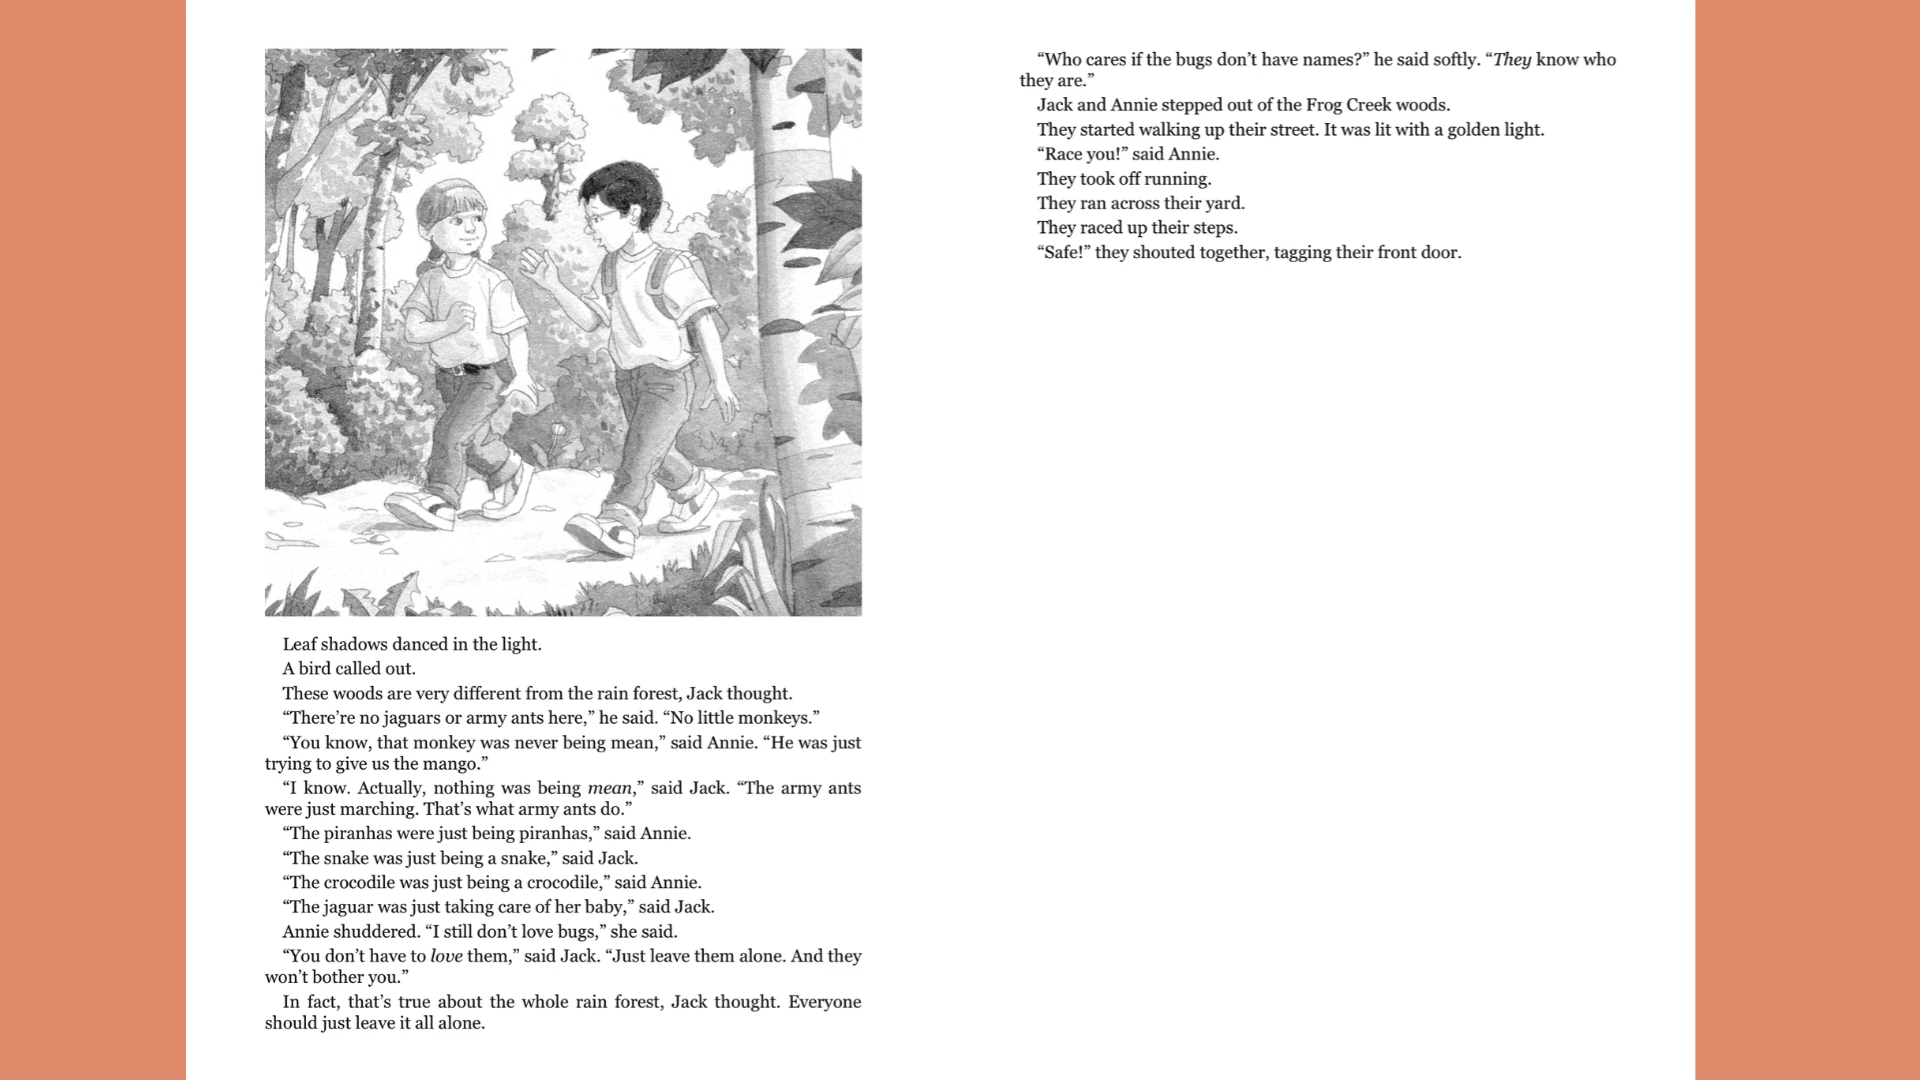 Leaf shadows danced in the light.
A bird called out.
These woods are very different from the rain forest, Jack thought.
“There’re no jaguars or army ants here,” he said. “No little monkeys.”
“You know, that monkey was never being mean,” said Annie. “He was just
trying to give us the mango.”
“I know. Actually, nothing was being mean,” said Jack. “The army ants
were just marching. That’s what army ants do.”
“The piranhas were just being piranhas,” said Annie.
“The snake was just being a snake,” said Jack.
“The crocodile was just being a crocodile,” said Annie.
“The jaguar was just taking care of her baby,” said Jack.
Annie shuddered. “I still don’t love bugs,” she said.
“You don’t have to love them,” said Jack. “Just leave them alone. And they
won’t bother you.”
In fact, that’s true about the whole rain forest, Jack thought. Everyone
should just leave it all alone.
“Who cares if the bugs don’t have names?” he said softly. “They know who
they are.”
Jack and Annie stepped out of the Frog Creek woods.
They started walking up their street. It was lit with a golden light.
“Race you!” said Annie.
They took off running.
They ran across their yard.
They raced up their steps.
“Safe!” they shouted together, tagging their front door.